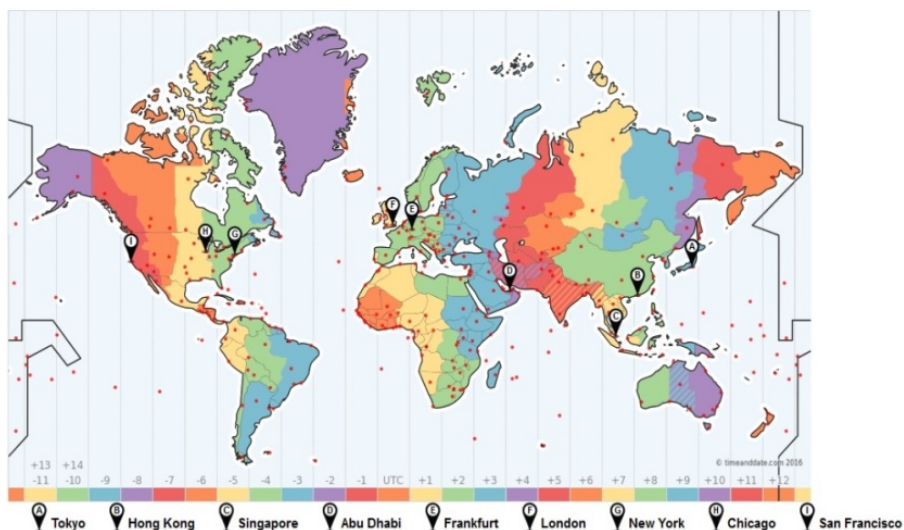 I
H
G
F
E
D
B
A
C
© timeanddate.com 2016
+13 +14
-11 -10 -9 -8 -7 -6 -5 -4 -3 -2 -1 UTC +1 +2 +3 +4 +5 +6 +7 +8 +9 +10 +11 +12
A Tokyo B Hong Kong C Singapore D Abu Dhabi E Frankfurt F London G New York H Chicago I San Francisco